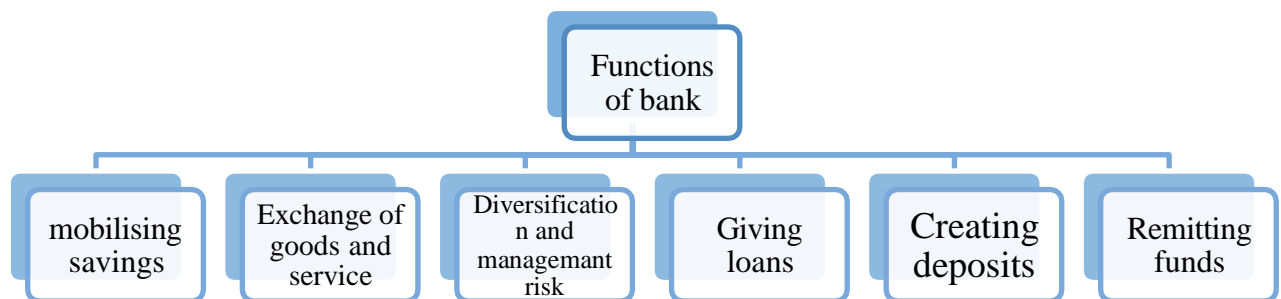 Functions
of bank
mobilising
savings
Exchange of
goods and
service
Diversificatio
n and
managemant
risk
Giving
loans
Creating
deposits
Remitting
funds